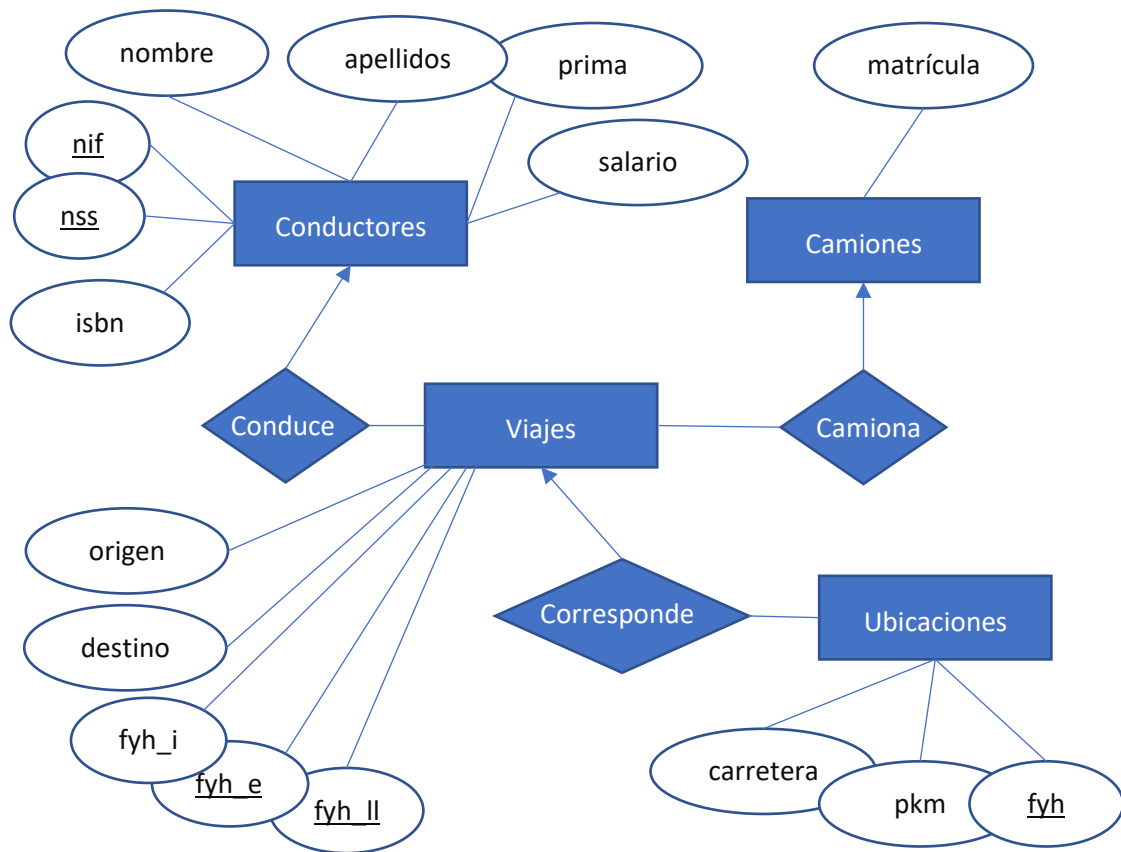 nombre
apellidos
prima
matrícula
nif
salario
nss
Conductores
Camiones
isbn
Conduce
Viajes
Camiona
origen
Corresponde
Ubicaciones
destino
fyh_i
carretera
fyh_e
pkm
fyh
fyh_ll